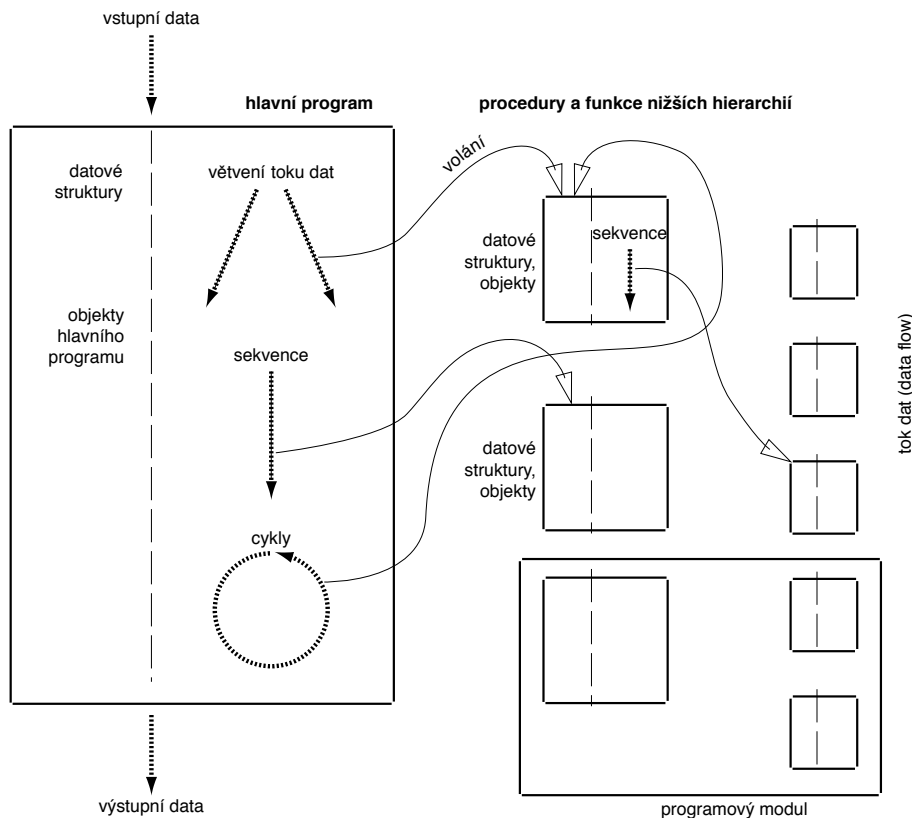 vstupní data
hlavní program
procedury a funkce nižších hierarchií
datové
struktury
větvení toku dat
volání
objekty
hlavního
programu
sekvence
cykly
datové
struktury,
objekty
sekvence
datové
struktury,
objekty
tok dat (data flow)
výstupní data
programový modul